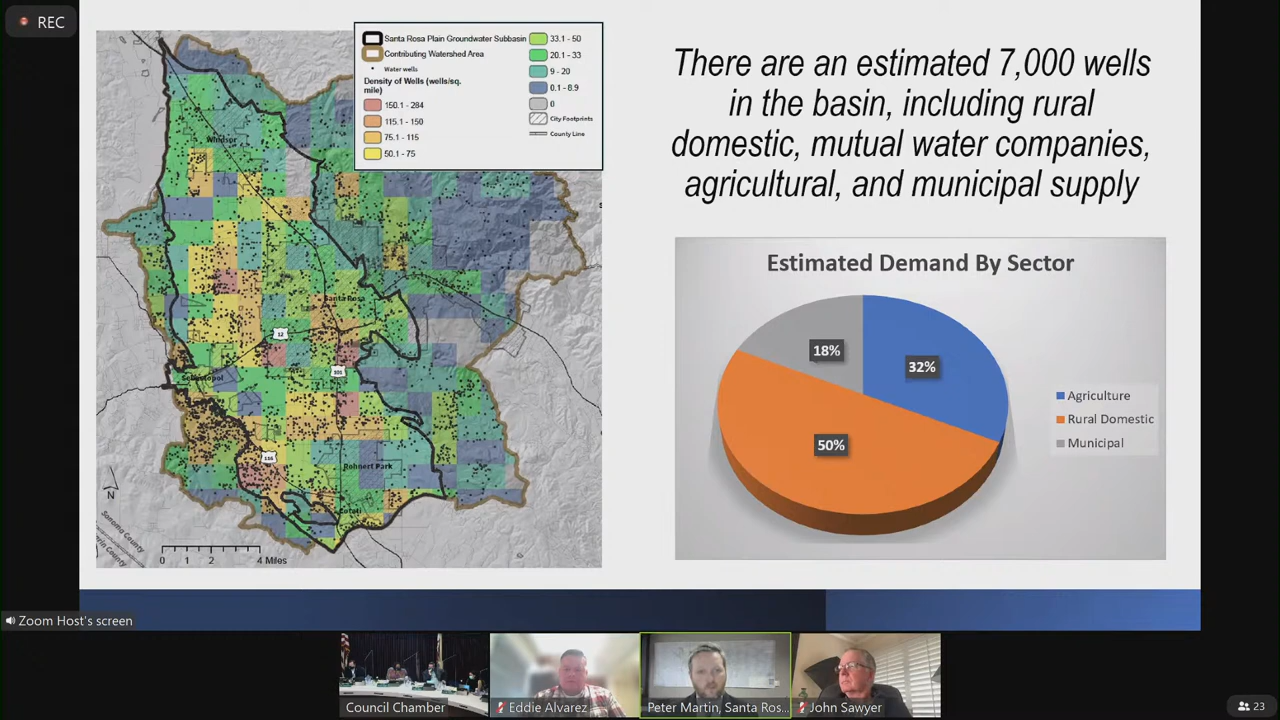 REC
Santa Rosa Plain Groundwater Subbasin
Contributing Watershed Area
Water wells
Density of Wells (wells/sq.
mile)
150.1 - 284
115.1 - 150
75.1 - 115
50.1 - 75
33.1 - 50
20.1 - 33
9 - 20
0.1 - 8.9
0
City Footprints
County Line
Windsor
Santa Rosa
12
Sebastopol
101
116
Rohnert Park
Cotati
N
Sonoma County
Marin County
0 1 2 4 Miles
There are an estimated 7,000 wells
in the basin, including rural
domestic, mutual water companies,
agricultural, and municipal supply
Estimated Demand By Sector
18%
32%
50%
Agriculture
Rural Domestic
Municipal
Zoom Host's screen
Council Chamber
Eddie Alvarez
Peter Martin, Santa Ros...
John Sawyer
23